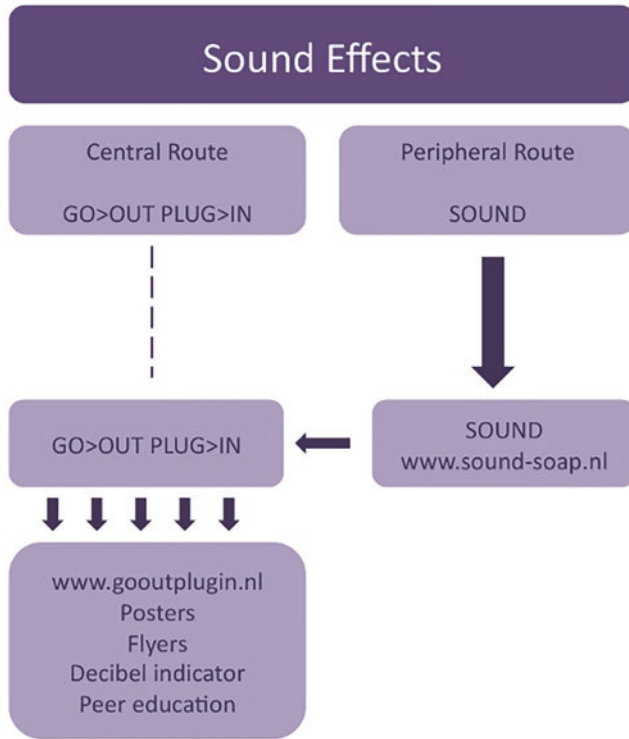 Sound Effects
Central Route
GO>OUT PLUG>IN
Peripheral Route
SOUND
GO>OUT PLUG>IN
SOUND
www.sound-soap.nl
www.gooutplugin.nl
Posters
Flyers
Decibel indicator
Peer education